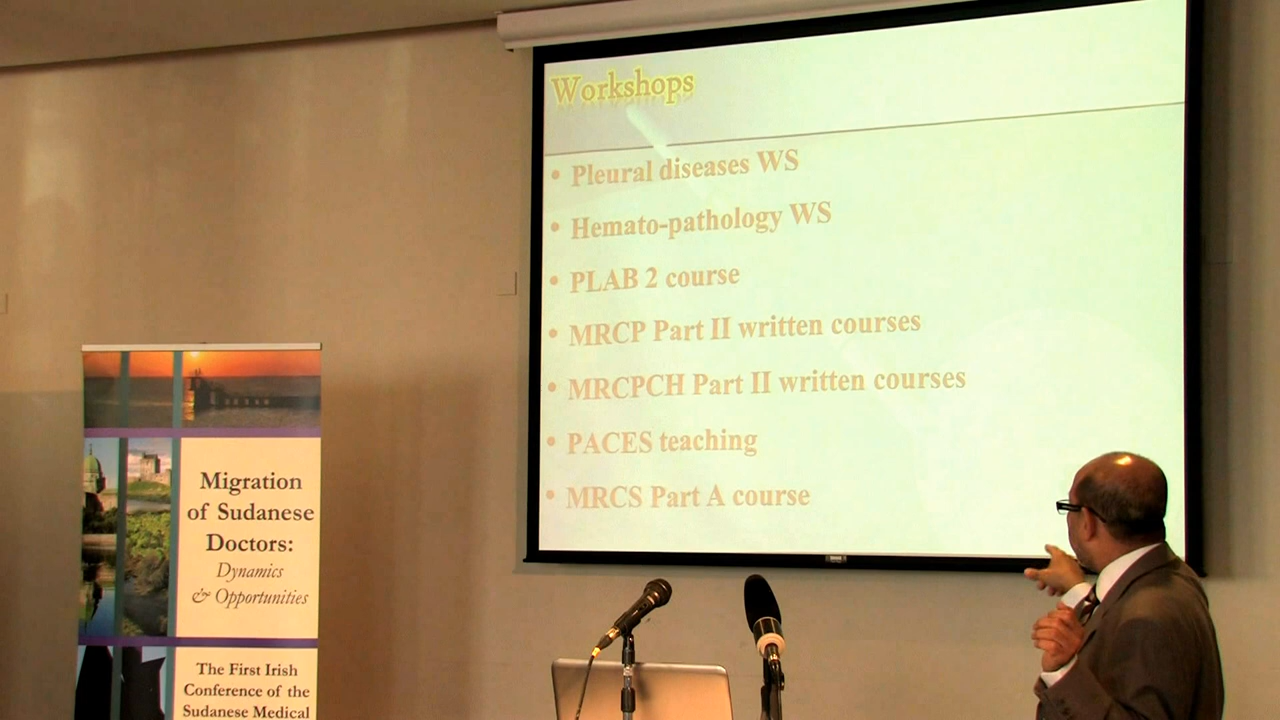 Workshops
• Pleural diseases WS
• Hemato-pathology WS
• PLAB 2 course
• MRCP Part II written courses
• MRCPCH Part II written courses
• PACES teaching
• MRCS Part A course
Migration
of Sudanese
Doctors:
Dynamics
& Opportunities
The First Irish
Conference of the
Sudanese Medical